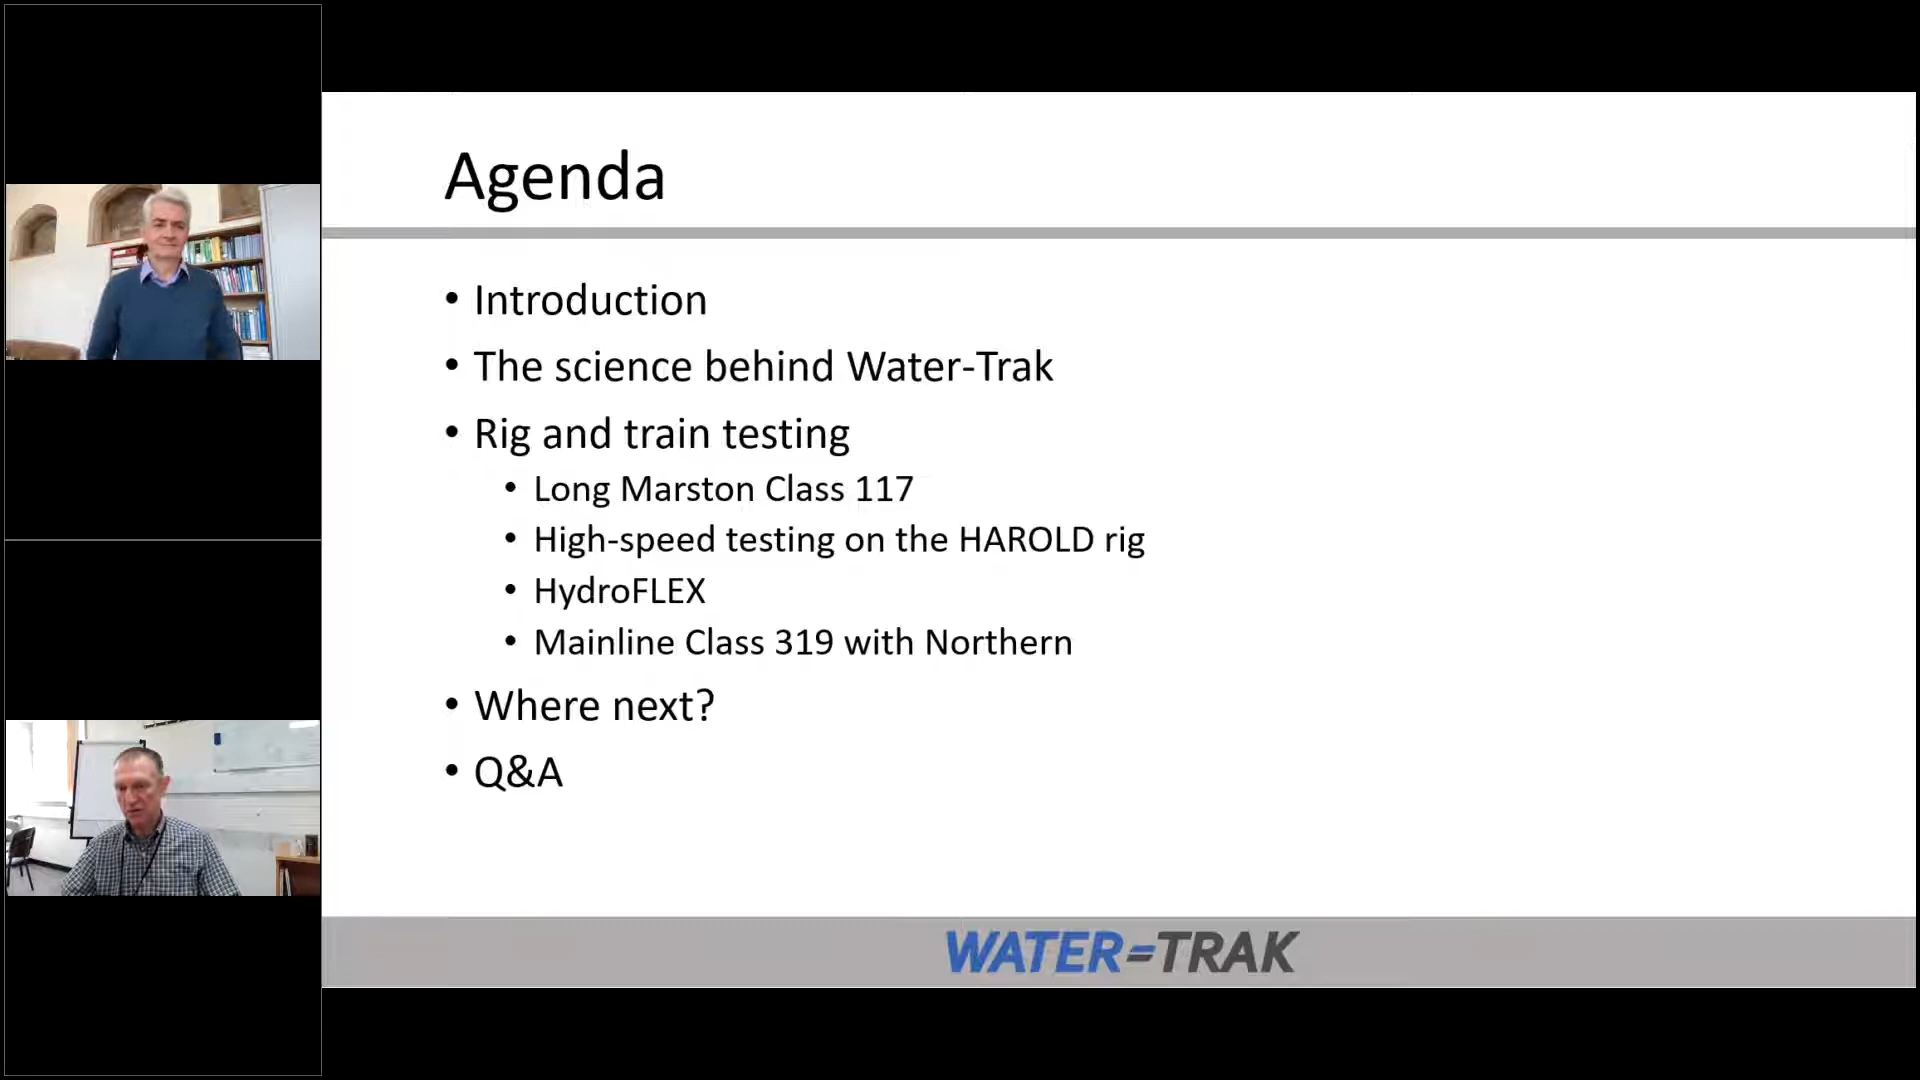 Agenda
• Introduction
• The science behind Water-Trak
• Rig and train testing
• Long Marston Class 117
• High-speed testing on the HAROLD rig
• HydroFLEX
• Mainline Class 319 with Northern
• Where next?
• Q&A
WATER=TRAK